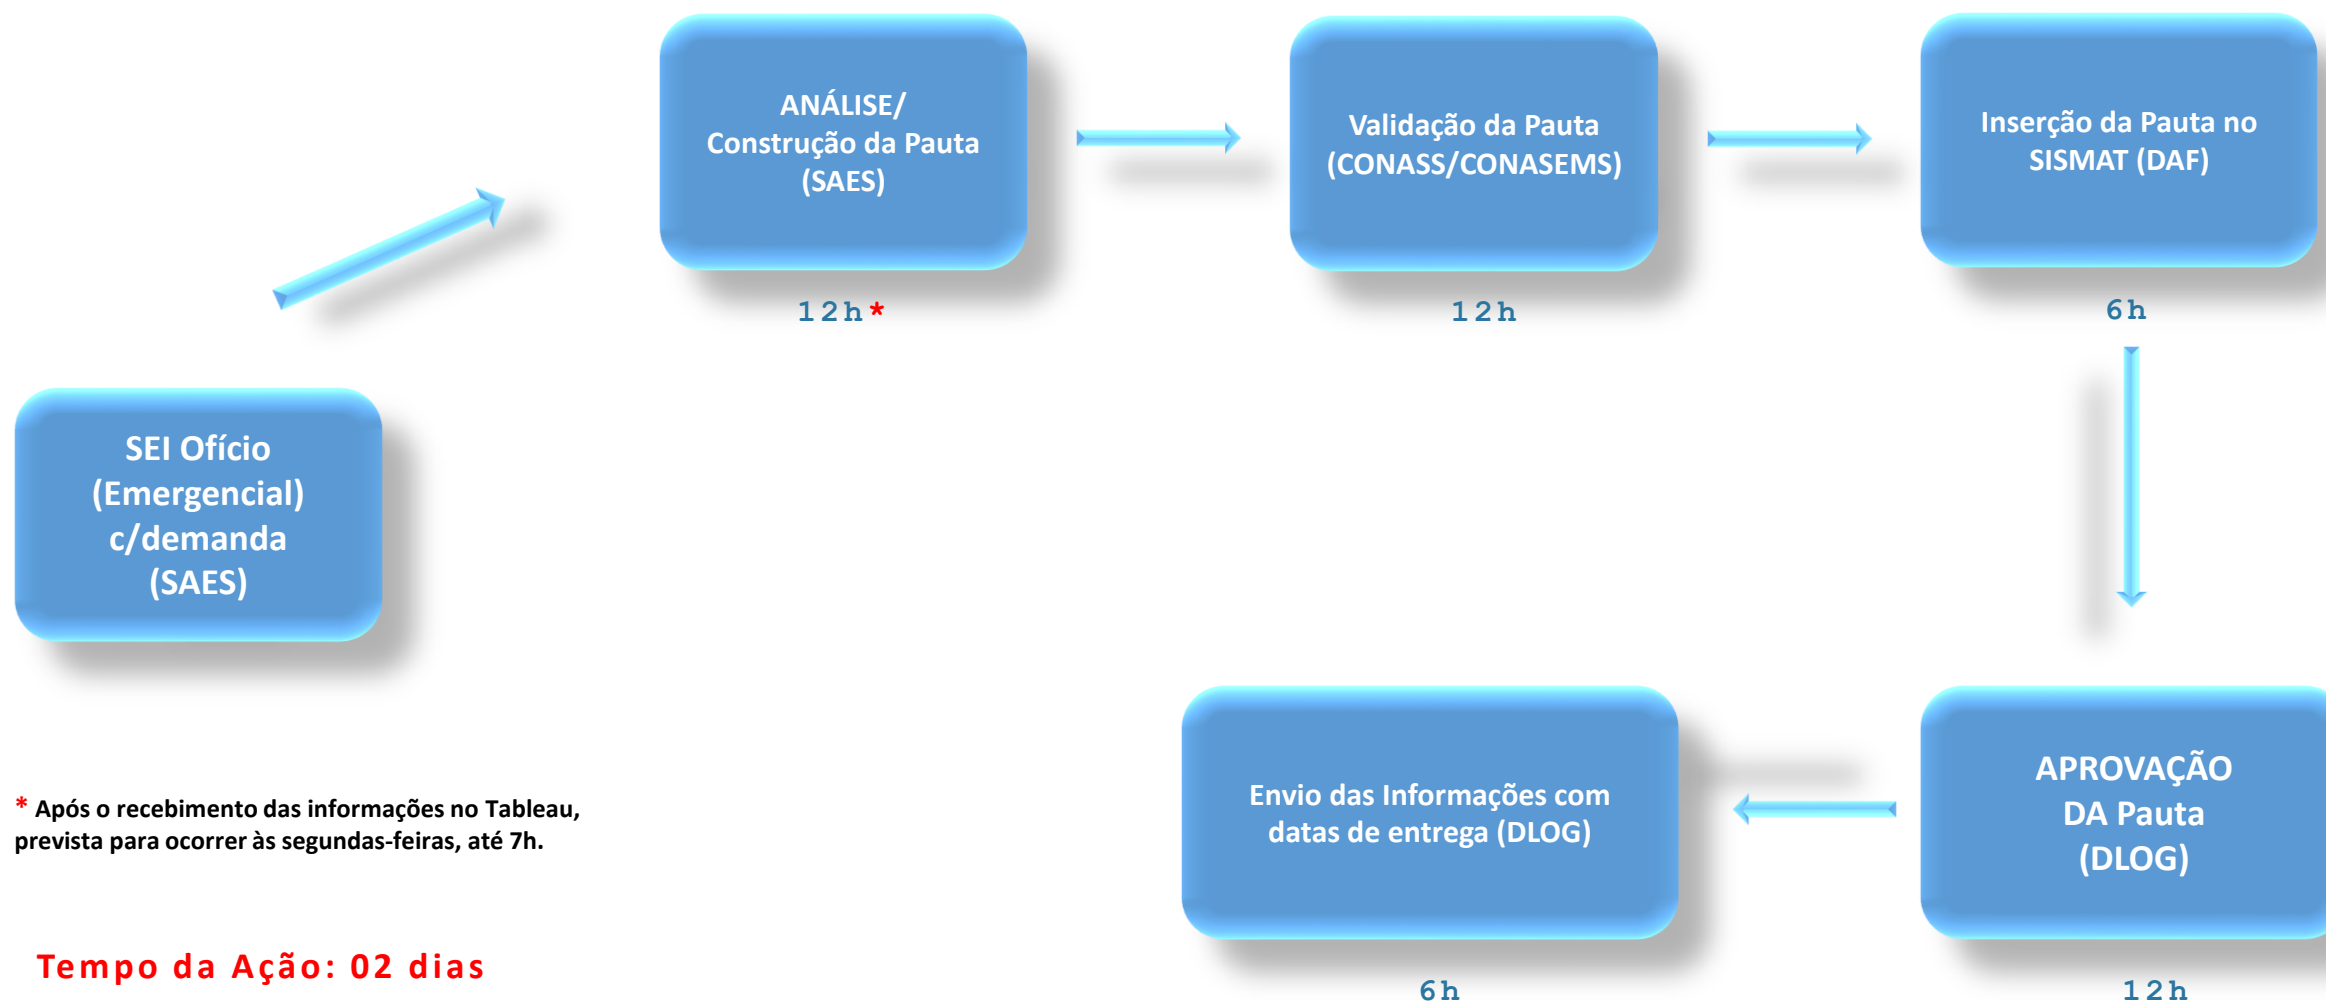 ANÁLISE/
Construção da Pauta
(SAES)
12h*
Validação da Pauta
(CONASS/CONASEMS)
12h
Inserção da Pauta no
SISMAT (DAF)
6h
SEI Ofício
(Emergencial)
c/demanda
(SAES)
APROVAÇÃO
DA Pauta
(DLOG)
12h
Envio das Informações com
datas de entrega (DLOG)
6h
* Após o recebimento das informações no Tableau,
prevista para ocorrer às segundas-feiras, até 7h.
Tempo da Ação: 02 dias